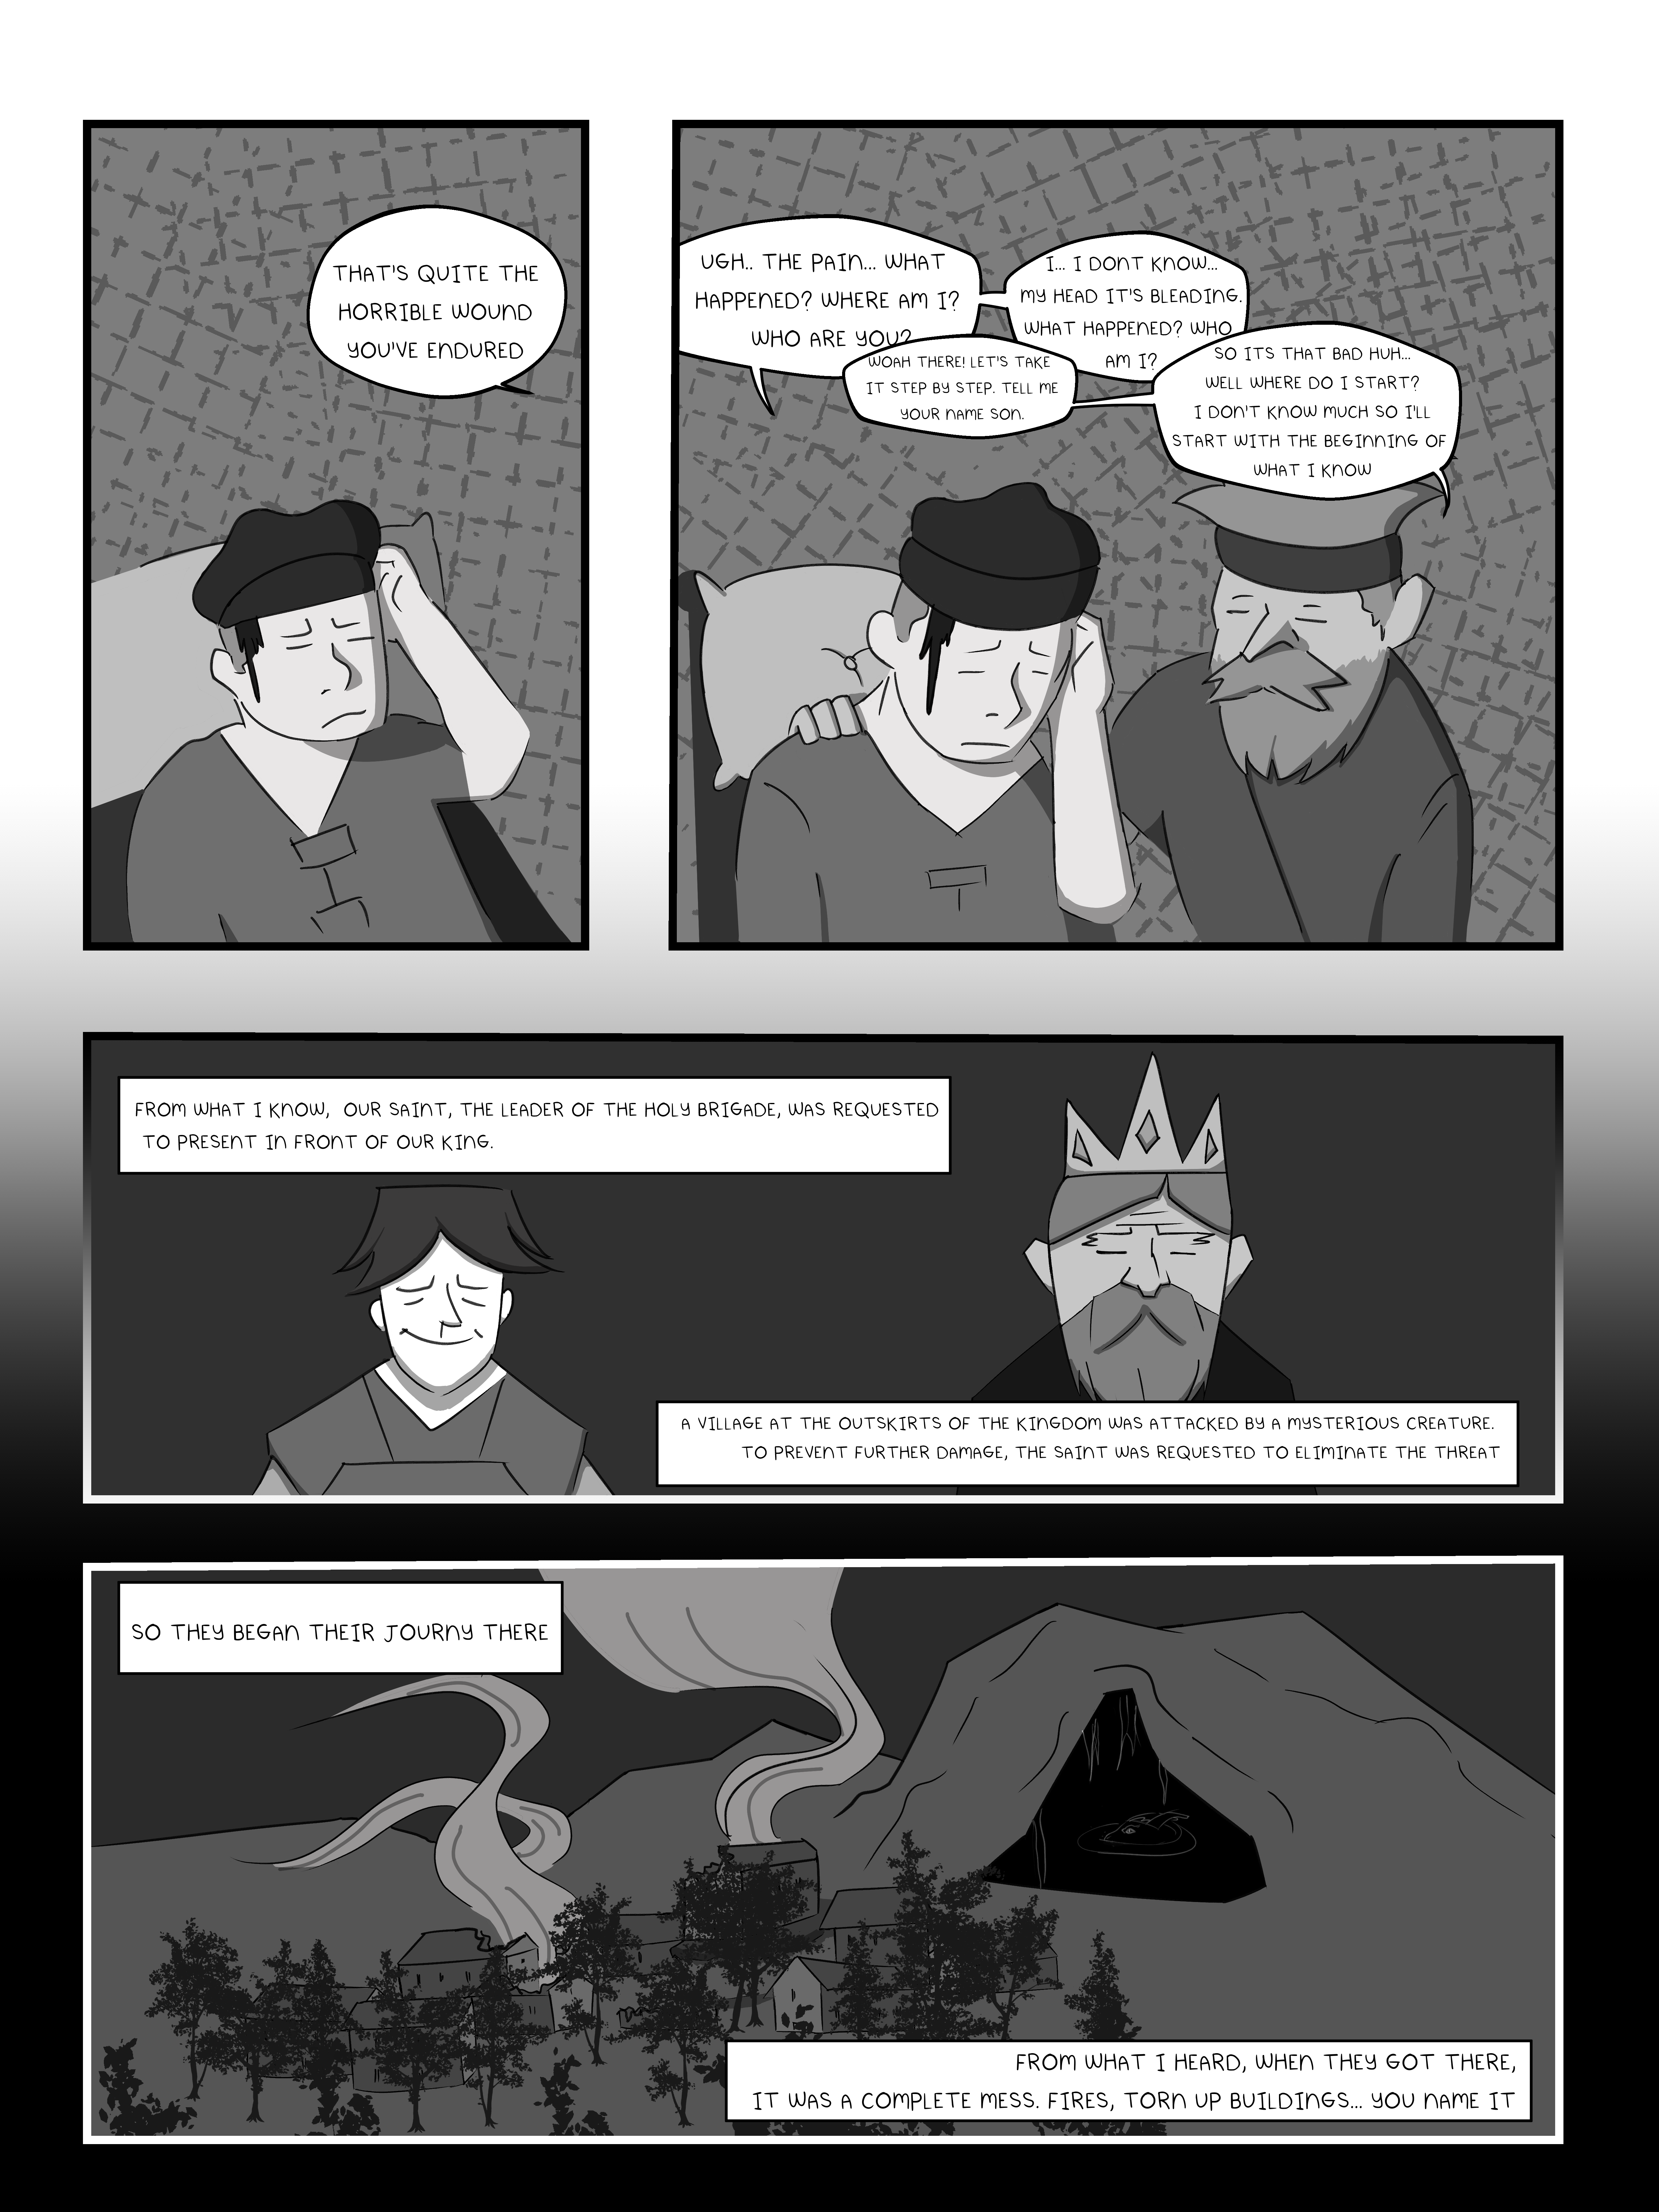 THAT'S QUITE THE
HORRIBLE WOUND
YOU'VE ENDURED
UGH.. THE PAIN... WHAT
HAPPENED? WHERE AM I?
WHO ARE YOU?
WOAH THERE! LET'S TAKE
IT STEP BY STEP. TELL ME
YOUR NAME SON.
I... I DONT KNOW...
MY HEAD IT'S BLEADING.
WHAT HAPPENED? WHO
AM I?
SO ITS THAT BAD HUH...
WELL WHERE DO I START?
I DON'T KNOW MUCH SO I'LL
START WITH THE BEGINNING OF
WHAT I KNOW
FROM WHAT I KNOW, OUR SAINT, THE LEADER OF THE HOLY BRIGADE, WAS REQUESTED
TO PRESENT IN FRONT OF OUR KING.
A VILLAGE AT THE OUTSKIRTS OF THE KINGDOM WAS ATTACKED BY A MYSTERIOUS CREATURE.
TO PREVENT FURTHER DAMAGE, THE SAINT WAS REQUESTED TO ELIMINATE THE THREAT
SO THEY BEGAN THEIR JOURNY THERE
FROM WHAT I HEARD, WHEN THEY GOT THERE,
IT WAS A COMPLETE MESS. FIRES, TORN UP BUILDINGS... YOU NAME IT